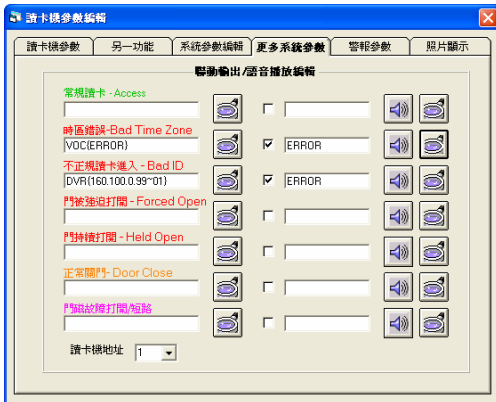 讀卡機參數編輯
讀卡機參數 另一功能 系統參數編輯 更多系統參數 警報參數 照片顯示
聯動輸出/語音播放編輯
常規讀卡 - Access
時區錯誤-Bad Time Zone
VOC(ERROR) ERROR
不正規讀卡進入 - Bad ID
DVR(160.100.0.99~01) ERROR
門被強迫打開 - Forced Open
門持續打開 - Held Open
正常關門- Door Close
門磁故障打開/短路
讀卡機地址 1